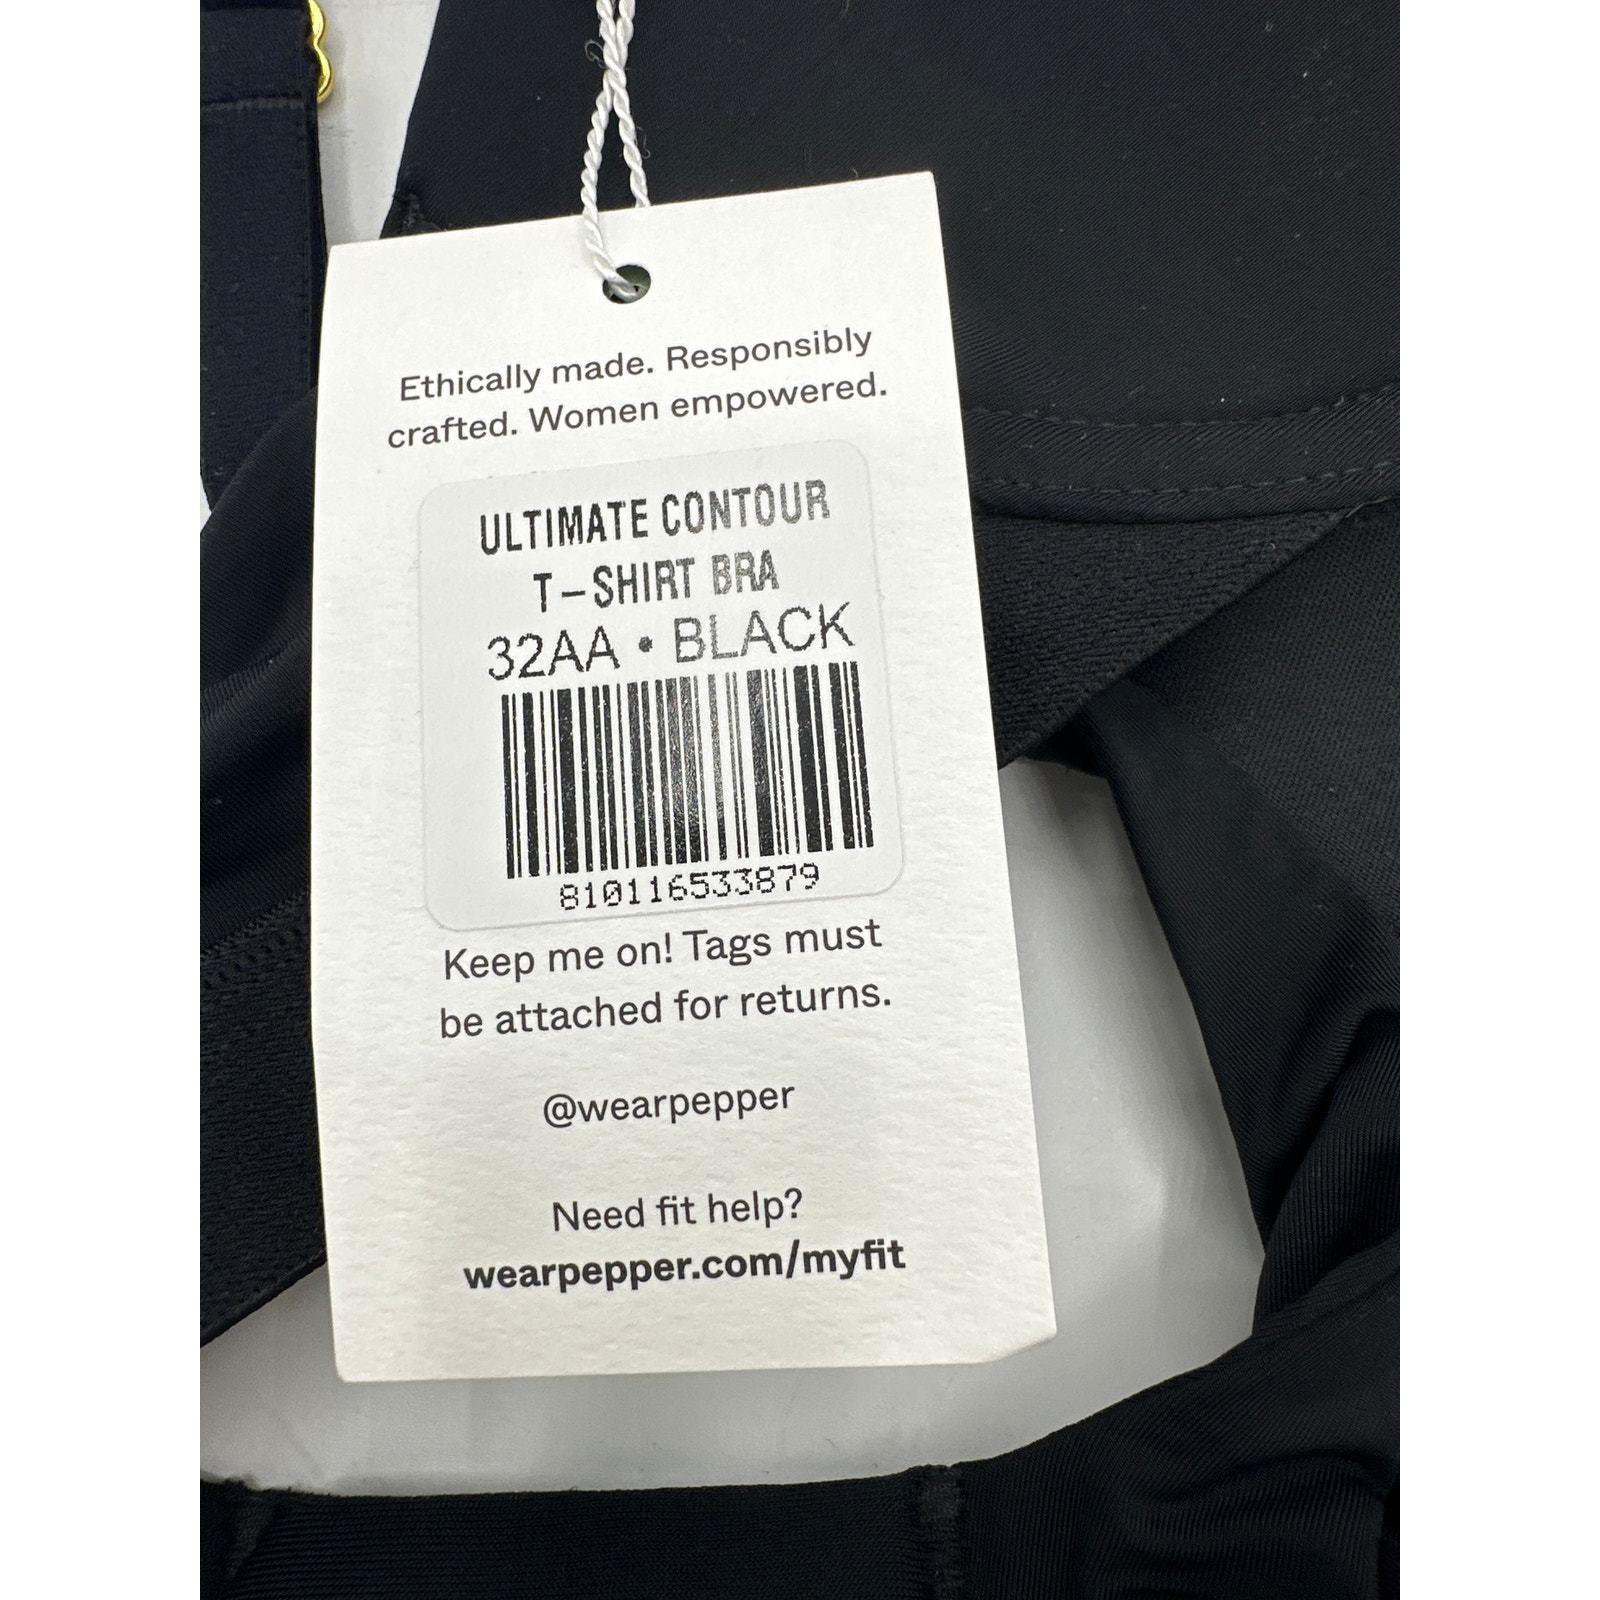 Ethically made. Responsibly
crafted. Women empowered.
ULTIMATE CONTOUR
T-SHIRT BRA
32AA • BLACK
810116533879
Keep me on! Tags must
be attached for returns.
@wearpepper
Need fit help?
wearpepper.com/myfit